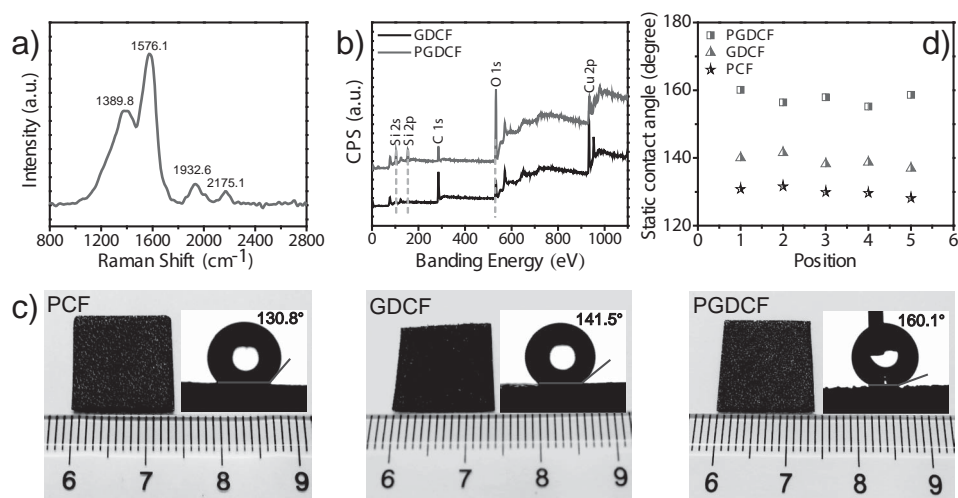 a)
1576.1
1389.8
1932.6
2175.1
Intensity (a.u.)
800 1200 1600 2000 2400 2800
Raman Shift (cm-1)
b)
GDCF
PGDCF
Si 2s
Si 2p
C 1s
O 1s
Cu 2p
CPS (a.u.)
0 200 400 600 800 1000
Banding Energy (eV)
d)
PGDCF
GDCF
PCF
Static contact angle (degree)
180
160
140
120
0 1 2 3 4 5 6
Position
c)
PCF
130.8°
6 7 8 9
GDCF
141.5°
6 7 8 9
PGDCF
160.1°
6 7 8 9